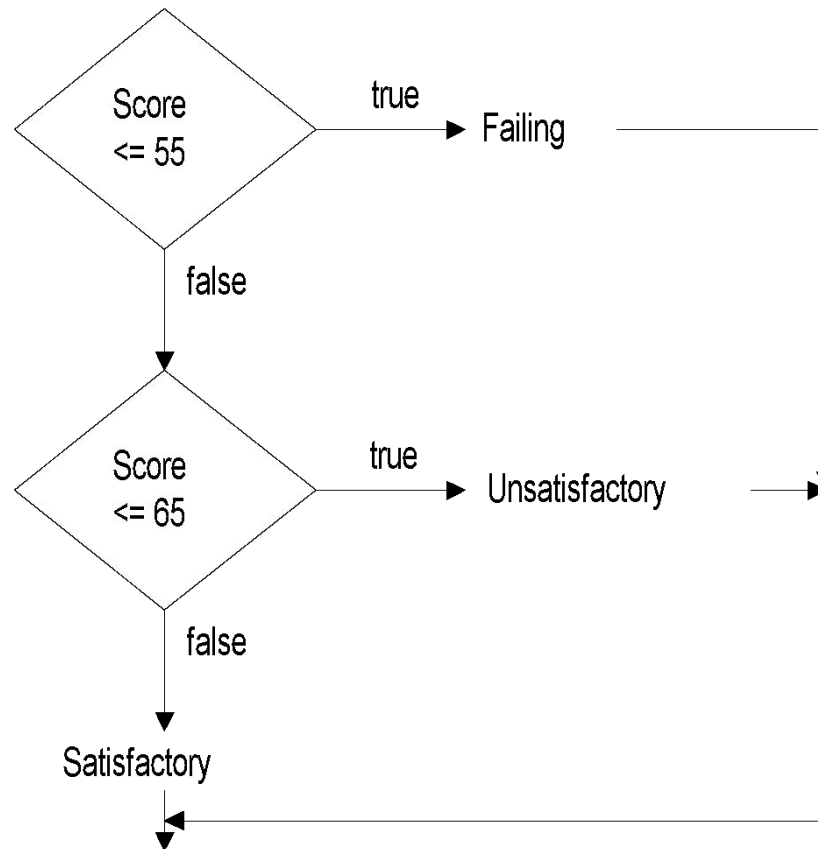 Score
<= 55
true
Failing
false
Score
<= 65
true
Unsatisfactory
false
Satisfactory